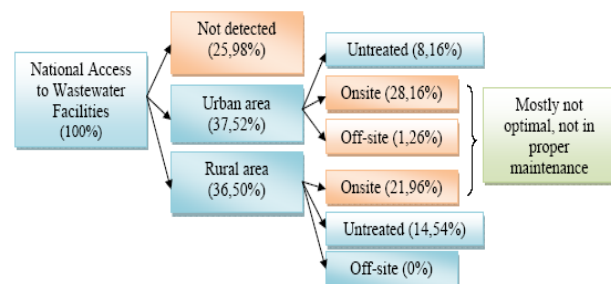 National Access
to Wastewater
Facilities
(100%)
Not detected
(25,98%)
Urban area
(37,52%)
Rural area
(36,50%)
Untreated (8,16%)
Onsite (28,16%)
Off-site (1,26%)
Onsite (21,96%)
Untreated (14,54%)
Off-site (0%)
Mostly not
optimal, not in
proper
maintenance